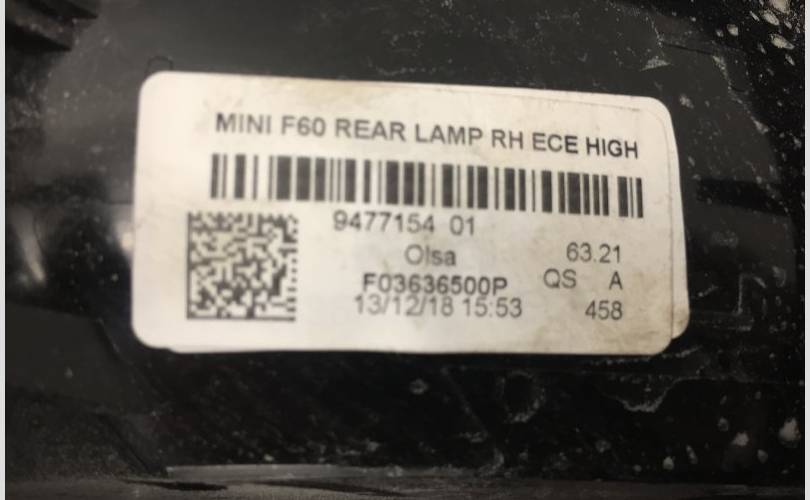 MINI F60 REAR LAMP RH ECE HIGH
9477154 01
Olsa 63.21
F03636500P QS A
13/12/18 15:53 458